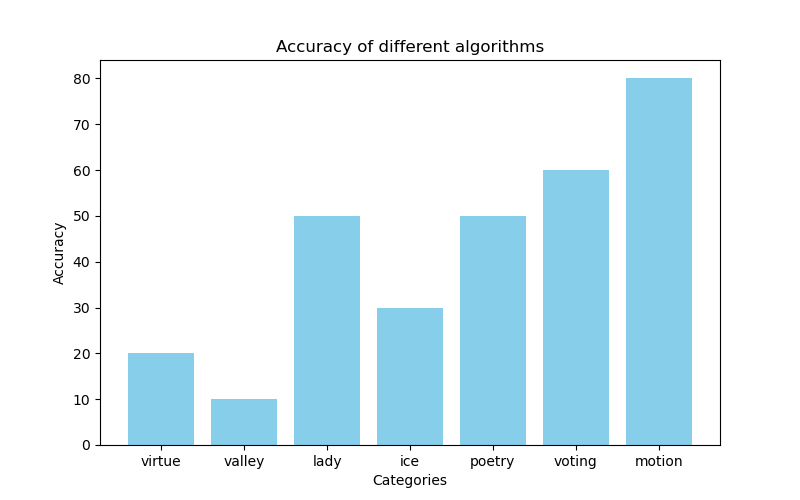 Accuracy of different algorithms
Accuracy
80
70
60
50
40
30
20
10
0
virtue valley lady ice poetry voting motion
Categories